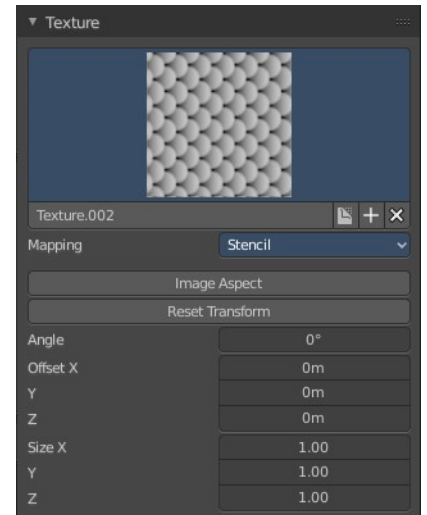 Texture
Texture.002
Mapping Stencil
Image Aspect
Reset Transform
Angle 0°
Offset X 0m
Y 0m
Z 0m
Size X 1.00
Y 1.00
Z 1.00